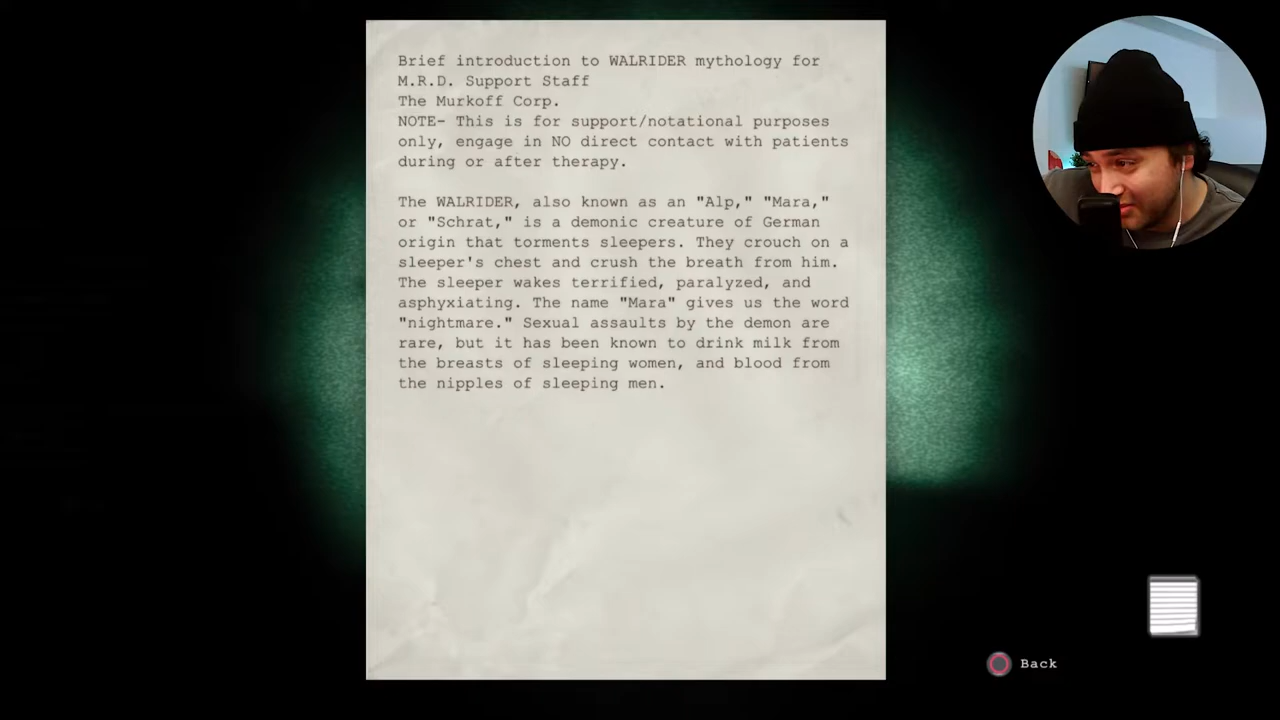 Brief introduction to WALRIDER mythology for
M.R.D. Support Staff
The Murkoff Corp.
NOTE- This is for support/notational purposes
only, engage in NO direct contact with patients
during or after therapy.
The WALRIDER, also known as an "Alp," "Mara,"
or "Schrat," is a demonic creature of German
origin that torments sleepers. They crouch on a
sleeper's chest and crush the breath from him.
The sleeper wakes terrified, paralyzed, and
asphyxiating. The name "Mara" gives us the word
"nightmare." Sexual assaults by the demon are
rare, but it has been known to drink milk from
the breasts of sleeping women, and blood from
the nipples of sleeping men.
Back